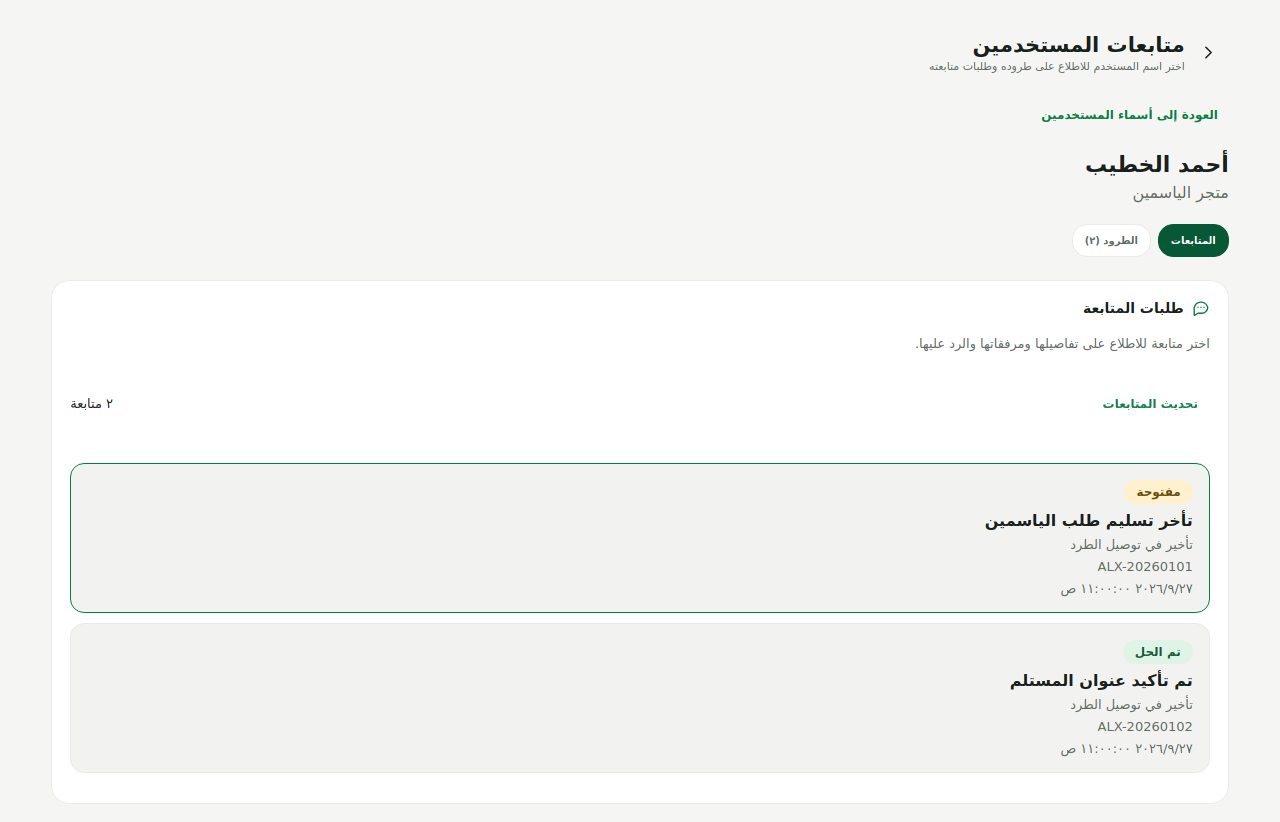 متابعات المستخدمين
اختر اسم المستخدم للاطلاع على طروده وطلبات متابعته
العودة إلى أسماء المستخدمين
أحمد الخطيب
متجر الياسمين
المتابعات
الطرود (٢)
طلبات المتابعة
اختر متابعة للاطلاع على تفاصيلها ومرفقاتها والرد عليها.
تحديث المتابعات
٢ متابعة
مفتوحة
تأخر تسليم طلب الياسمين
تأخير في توصيل الطرد
ALX-20260101
٢٠٢٦/٩/٢٧ ١١:٠٠:٠٠ ص
تم الحل
تم تأكيد عنوان المستلم
تأخير في توصيل الطرد
ALX-20260102
٢٠٢٦/٩/٢٧ ١١:٠٠:٠٠ ص